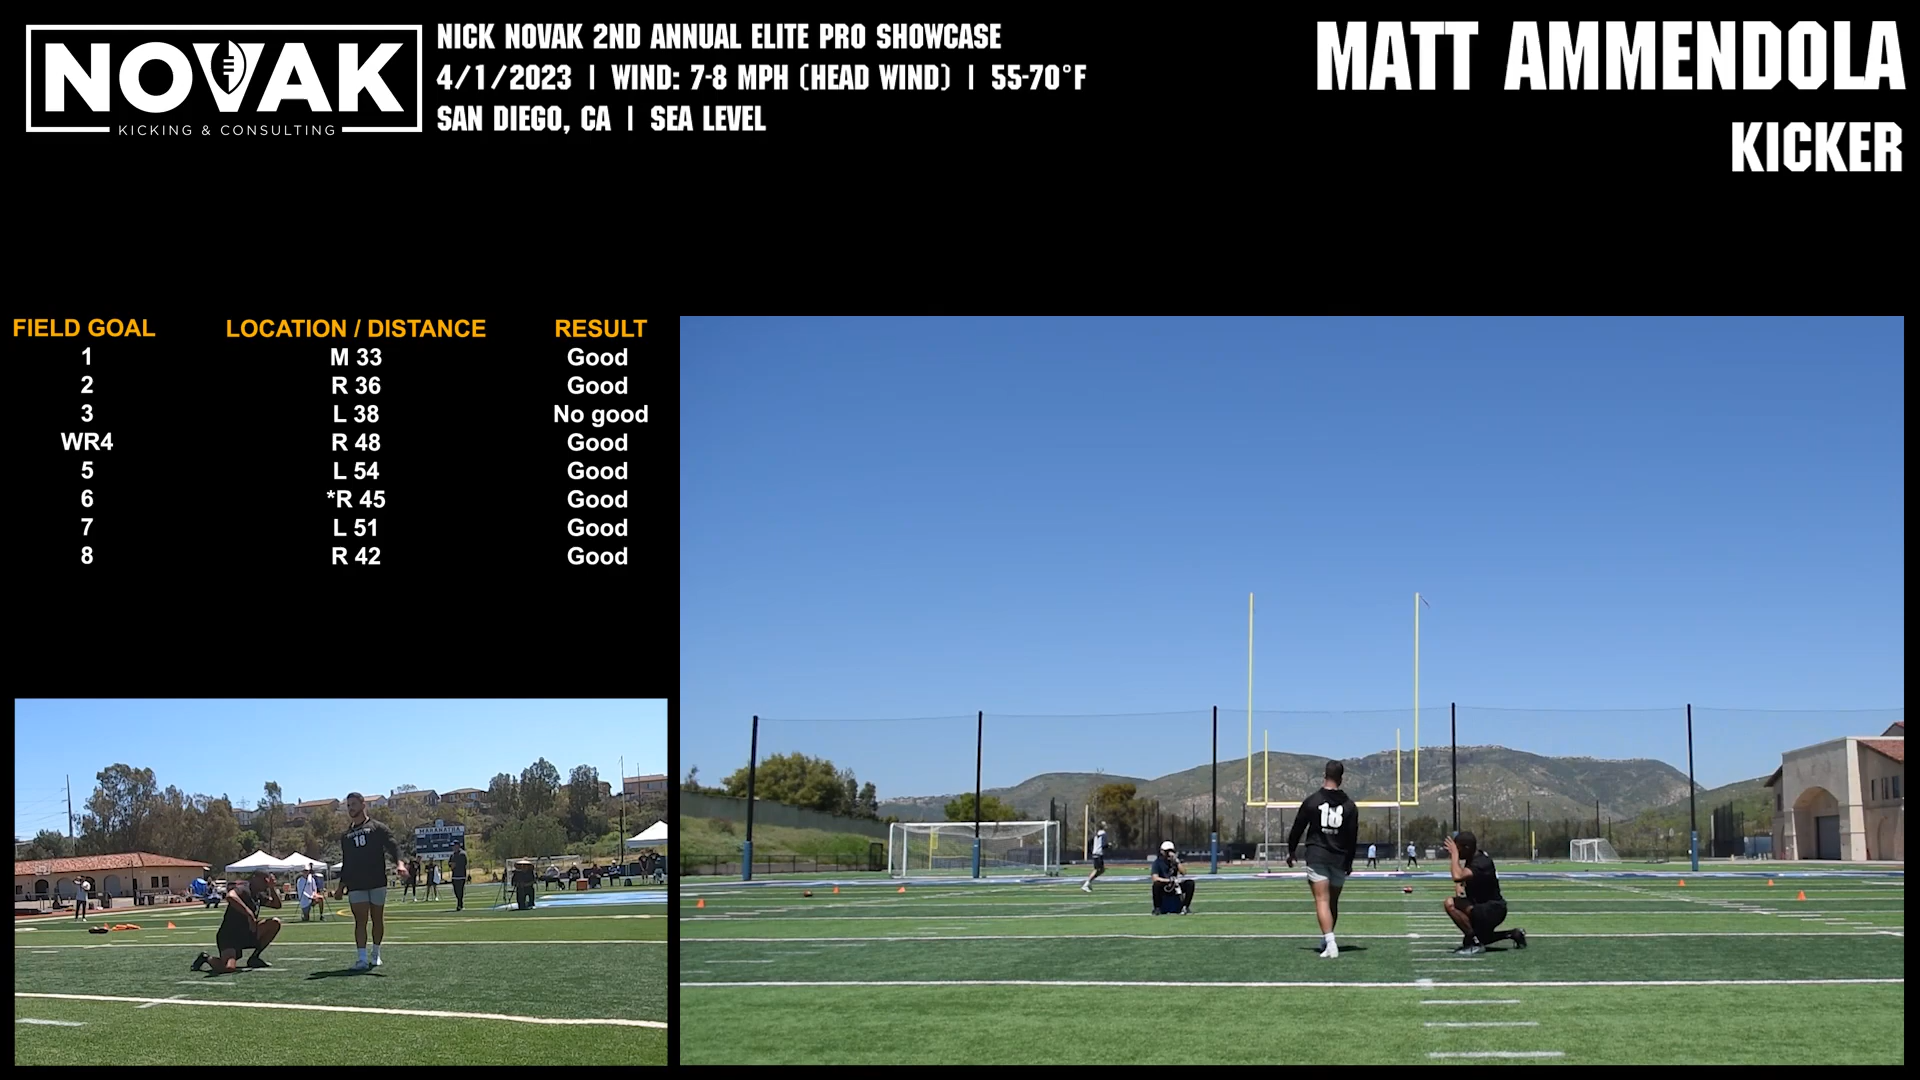 NOVAK
KICKING & CONSULTING
NICK NOVAK 2ND ANNUAL ELITE PRO SHOWCASE
4/1/2023 | WIND: 7-8 MPH (HEAD WIND) | 55-70°F
SAN DIEGO, CA | SEA LEVEL
MATT AMMENDOLA
KICKER
FIELD GOAL LOCATION / DISTANCE RESULT
1 M 33 Good
2 R 36 Good
3 L 38 No good
WR4 R 48 Good
5 L 54 Good
6 *R 45 Good
7 L 51 Good
8 R 42 Good
MARANATHA
18
18